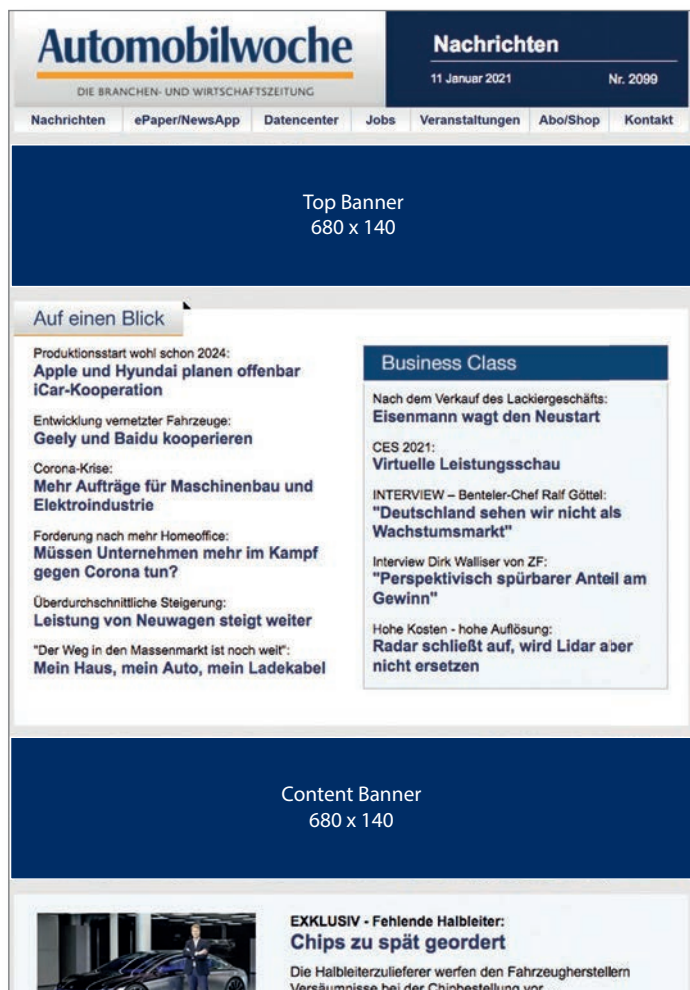 Automobilwoche
DIE BRANCHEN- UND WIRTSCHAFTSZEITUNG
Nachrichten
11 Januar 2021 Nr. 2099
Nachrichten ePaper/NewsApp Datencenter Jobs Veranstaltungen Abo/Shop Kontakt
Top Banner
680 x 140
Auf einen Blick
Produktionsstart wohl schon 2024:
Apple und Hyundai planen offenbar
iCar-Kooperation
Entwicklung vernetzter Fahrzeuge:
Geely und Baidu kooperieren
Corona-Krise:
Mehr Aufträge für Maschinenbau und
Elektroindustrie
Forderung nach mehr Homeoffice:
Müssen Unternehmen mehr im Kampf
gegen Corona tun?
Überdurchschnittliche Steigerung:
Leistung von Neuwagen steigt weiter
"Der Weg in den Massenmarkt ist noch weit":
Mein Haus, mein Auto, mein Ladekabel
Business Class
Nach dem Verkauf des Lackiergeschäfts:
Eisenmann wagt den Neustart
CES 2021:
Virtuelle Leistungsschau
INTERVIEW – Benteler-Chef Ralf Göttel:
"Deutschland sehen wir nicht als
Wachstumsmarkt"
Interview Dirk Walliser von ZF:
"Perspektivisch spürbarer Anteil am
Gewinn"
Hohe Kosten - hohe Auflösung:
Radar schließt auf, wird Lidar aber
nicht ersetzen
Content Banner
680 x 140
EXKLUSIV - Fehlende Halbleiter:
Chips zu spät geordert
Die Halbleiterzulieferer werfen den Fahrzeugherstellern
Versäumnisse bei der Chipbestellung vor